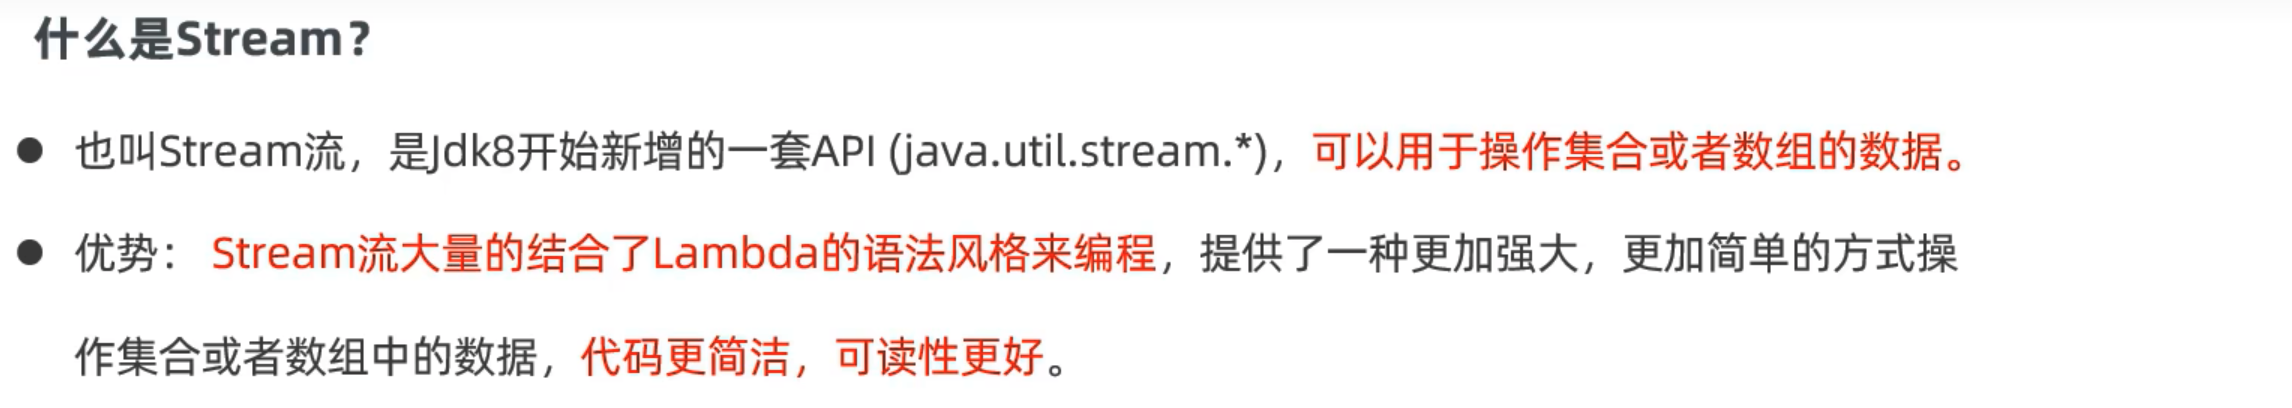 什么是Stream？
● 也叫Stream流，是Jdk8开始新增的一套API (java.util.stream.*)，可以用于操作集合或者数组的数据。
● 优势： Stream流大量的结合了Lambda的语法风格来编程，提供了一种更加强大，更加简单的方式操
作集合或者数组中的数据，代码更简洁，可读性更好。